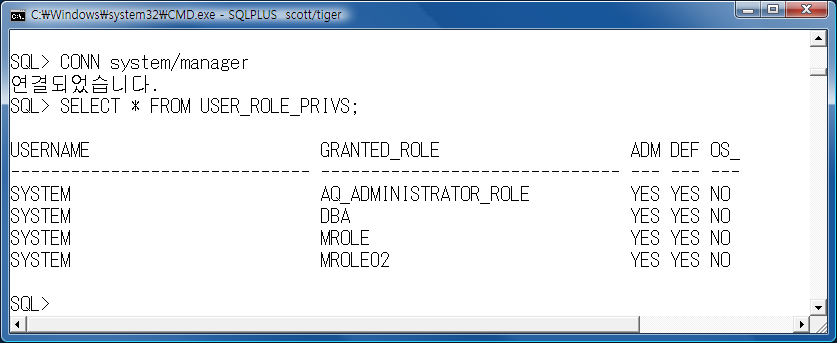 C:\Windows\system32\CMD.exe - SQLPLUS  scott/tiger
SQL> CONN system/manager
연결되었습니다.
SQL> SELECT * FROM USER_ROLE_PRIVS;
USERNAME                       GRANTED_ROLE                   ADM DEF OS_
------------------------------ ------------------------------ --- --- ---
SYSTEM                         AQ_ADMINISTRATOR_ROLE          YES YES NO
SYSTEM                         DBA                            YES YES NO
SYSTEM                         MROLE                          YES YES NO
SYSTEM                         MROLE02                        YES YES NO
SQL>